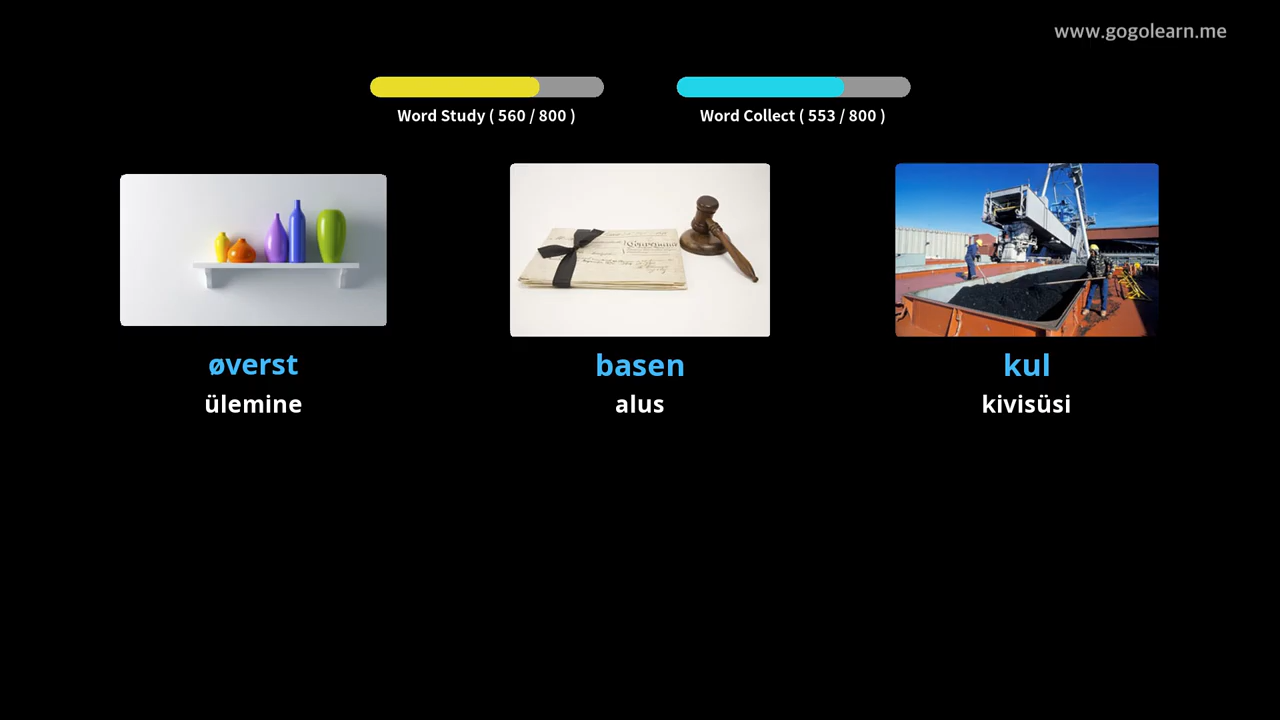 www.gogolearn.me
Word Study ( 560 / 800 )
Word Collect ( 553 / 800 )
øverst
basen
kul
ülemine
alus
kivisüsi